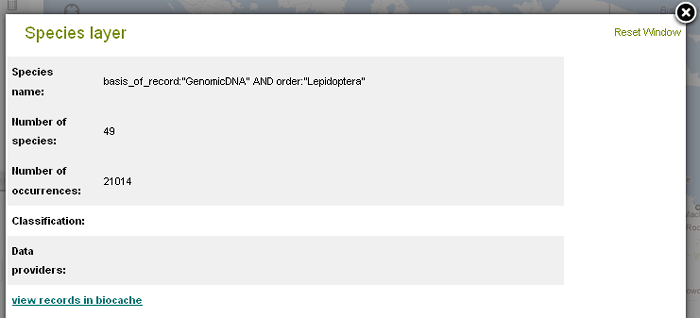 Species layer
Reset Window
Species
name:
basis_of_record:"GenomicDNA" AND order:"Lepidoptera"
Number of
species:
49
Number of
occurrences:
21014
Classification:
Data
providers:
view records in biocache